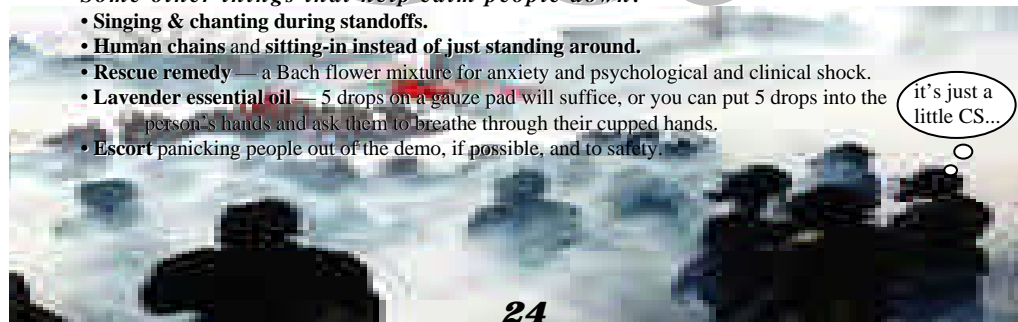 Some other things that help calm people down:
• Singing & chanting during standoffs.
• Human chains and sitting-in instead of just standing around.
• Rescue remedy — a Bach flower mixture for anxiety and psychological and clinical shock.
• Lavender essential oil — 5 drops on a gauze pad will suffice, or you can put 5 drops into the
person's hands and ask them to breathe through their cupped hands.
• Escort panicking people out of the demo, if possible, and to safety.
it's just a
little CS...
24